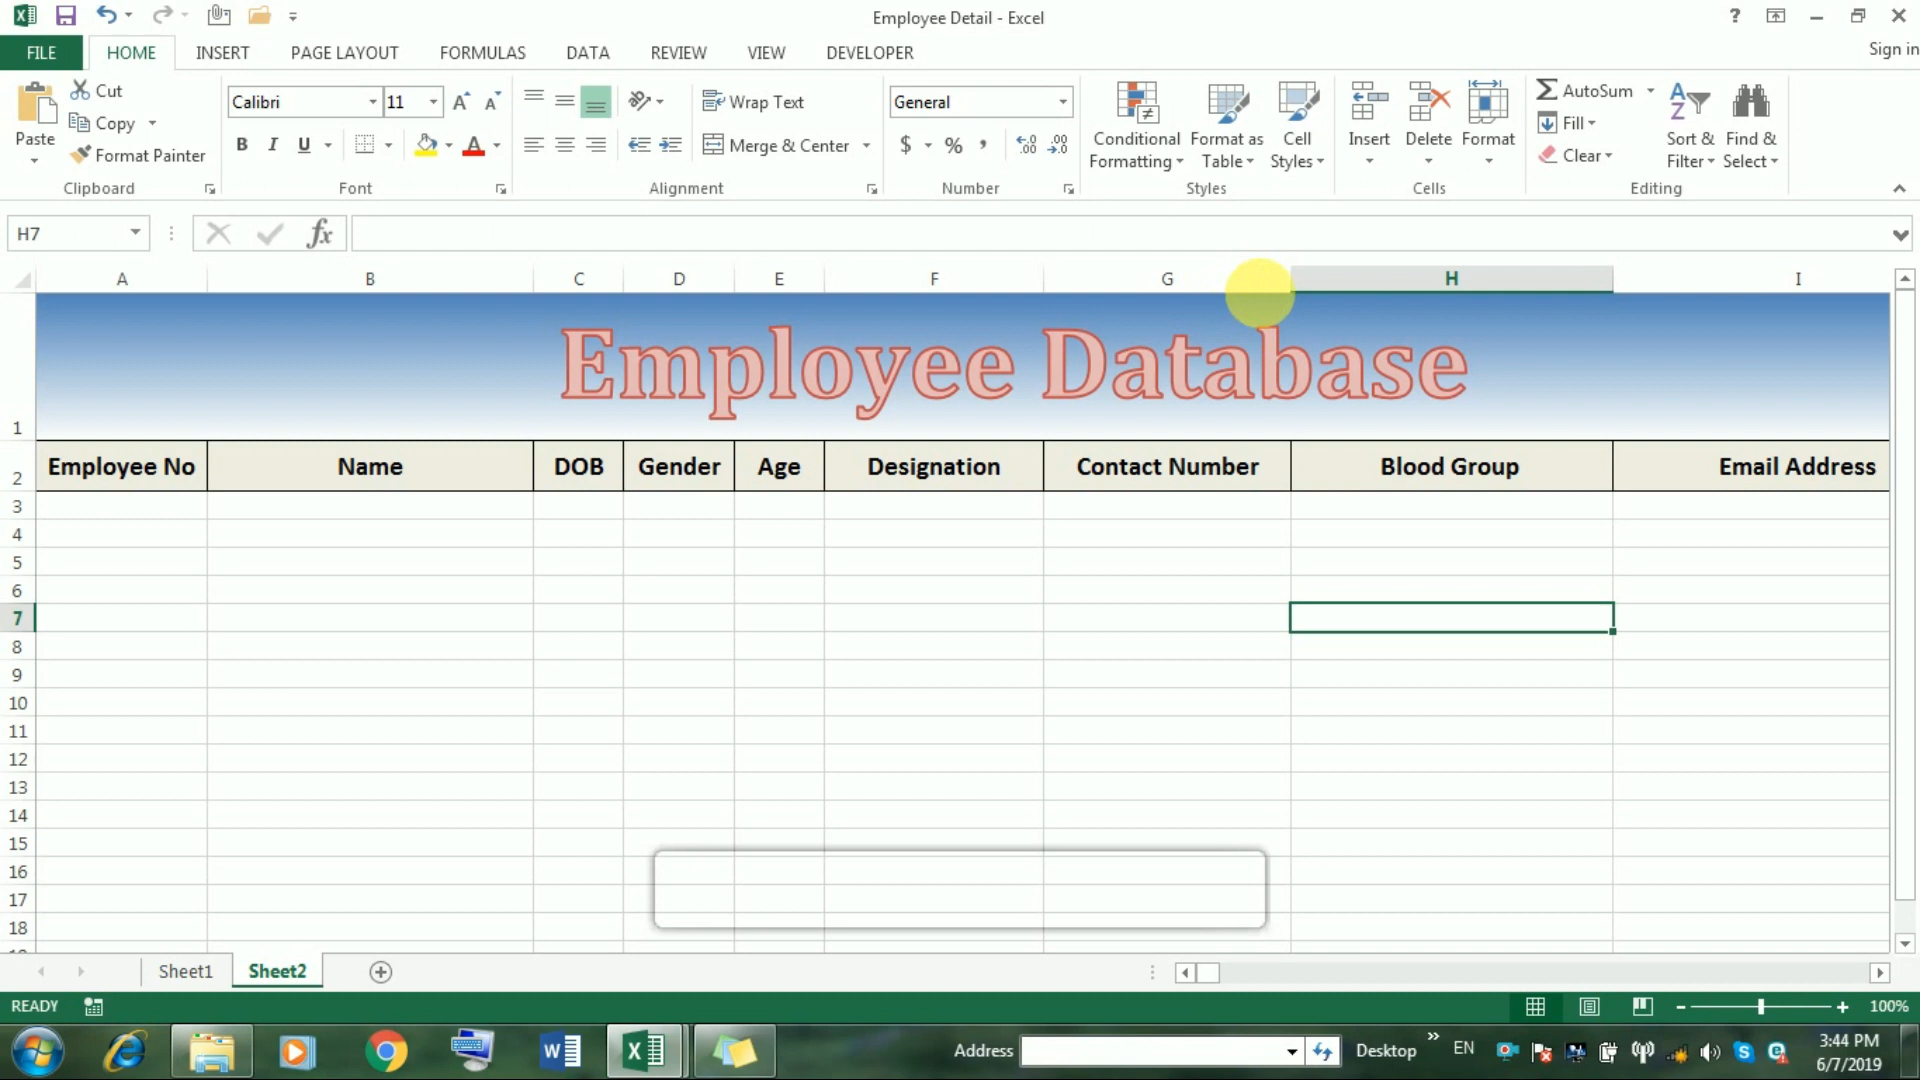 Employee Detail - Excel
?
Sign in
FILE HOME INSERT PAGE LAYOUT FORMULAS DATA REVIEW VIEW DEVELOPER
Paste
Cut
Copy
Format Painter
Clipboard
Calibri 11
B I U
Font
Wrap Text
Merge & Center
Alignment
General
$ % ,
Number
Conditional Formatting
Format as Table
Cell Styles
Styles
Insert Delete Format
Cells
AutoSum
Fill
Clear
Sort & Filter
Find & Select
Editing
H7
fx
A B C D E F G H I
1 Employee Database
2 Employee No Name DOB Gender Age Designation Contact Number Blood Group Email Address
3
4
5
6
7
8
9
10
11
12
13
14
15
16
17
18
Sheet1 Sheet2
READY
100%
Address
Desktop
EN
3:44 PM
6/7/2019